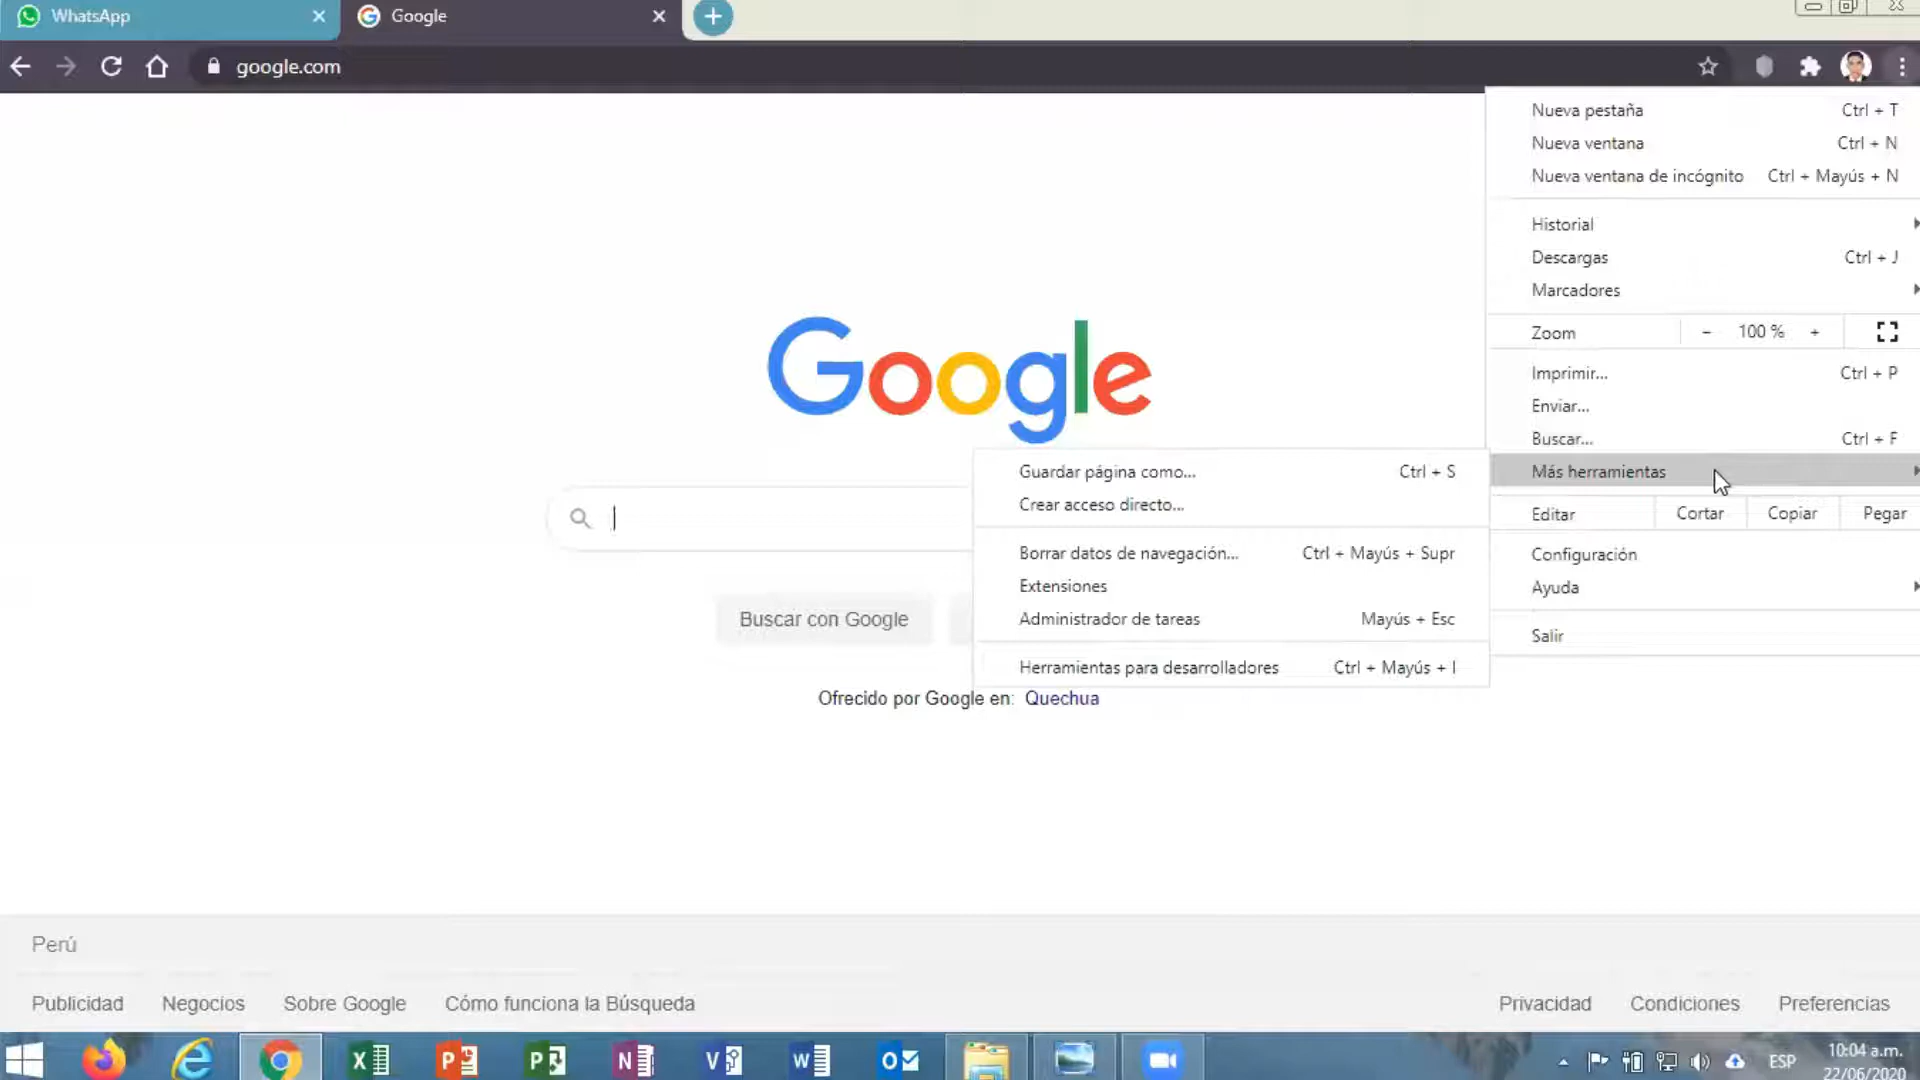 WhatsApp
Google
google.com
Nueva pestaña Ctrl + T
Nueva ventana Ctrl + N
Nueva ventana de incógnito Ctrl + Mayús + N
Historial
Descargas Ctrl + J
Marcadores
Zoom - 100 % +
Imprimir... Ctrl + P
Enviar...
Buscar... Ctrl + F
Más herramientas
Editar Cortar Copiar Pegar
Configuración
Ayuda
Salir
Google
Guardar página como... Ctrl + S
Crear acceso directo...
Borrar datos de navegación... Ctrl + Mayús + Supr
Extensiones
Administrador de tareas Mayús + Esc
Herramientas para desarrolladores Ctrl + Mayús + I
Buscar con Google
Ofrecido por Google en: Quechua
Perú
Publicidad Negocios Sobre Google Cómo funciona la Búsqueda
Privacidad Condiciones Preferencias
ESP
10:04 a.m.
22/06/2020